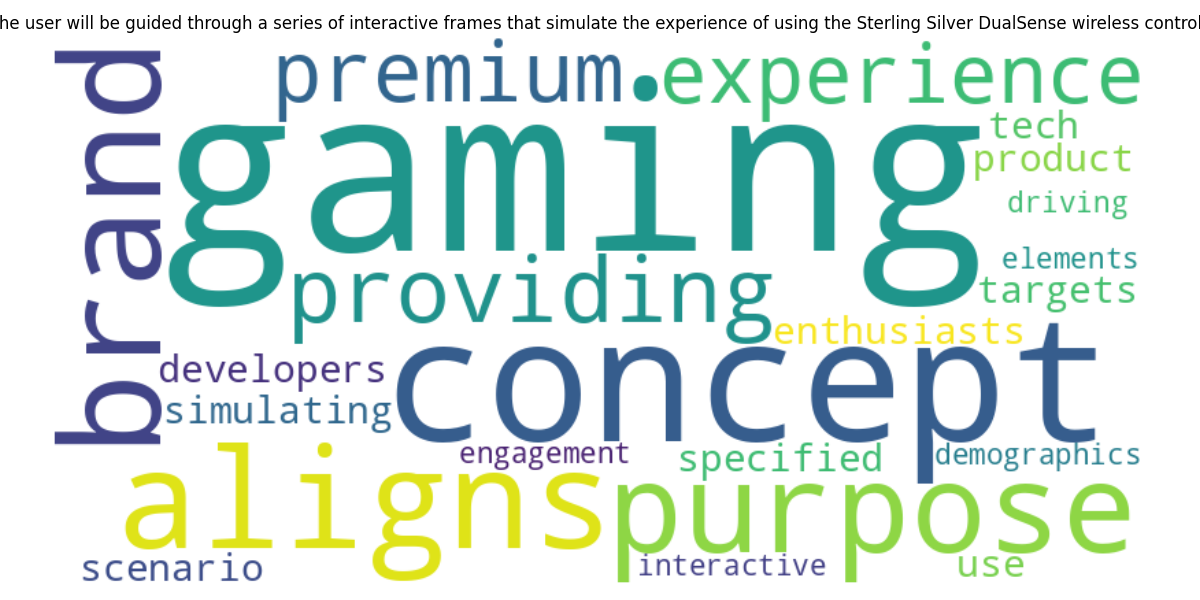 he user will be guided through a series of interactive frames that simulate the experience of using the Sterling Silver DualSense wireless control
brand
premium
experience
gaming
tech
product
driving
providing
elements
targets
enthusiasts
concept
developers
simulating
engagement
specified
demographics
aligns
purpose
scenario
interactive
use